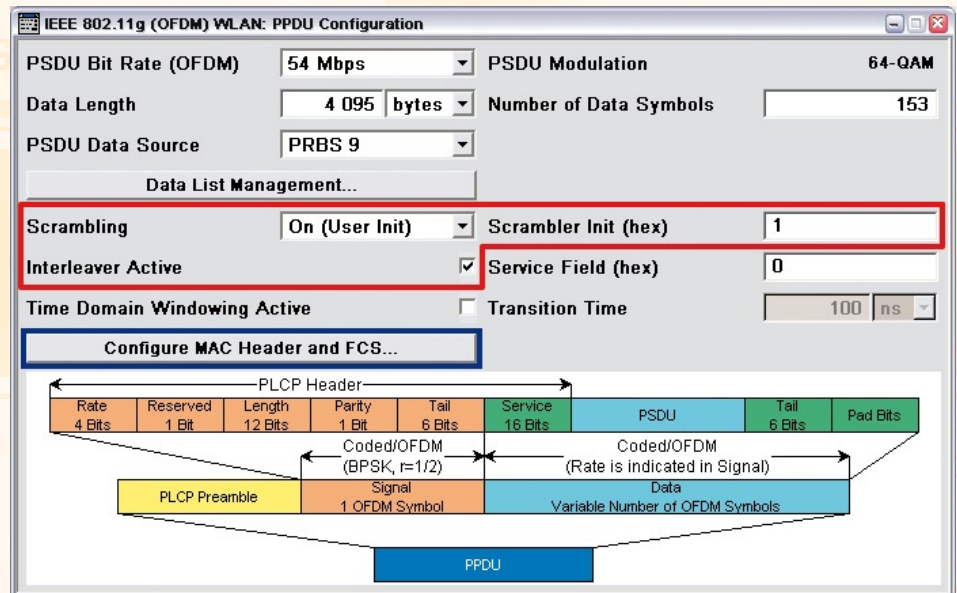 IEEE 802.11g (OFDM) WLAN: PPDU Configuration
PSDU Bit Rate (OFDM) 54 Mbps PSDU Modulation 64-QAM
Data Length 4 095 bytes Number of Data Symbols 153
PSDU Data Source PRBS 9
Data List Management...
Scrambling On (User Init) Scrambler Init (hex) 1
Interleaver Active Service Field (hex) 0
Time Domain Windowing Active Transition Time 100 ns
Configure MAC Header and FCS...
PLCP Header
Rate Reserved Length Parity Tail Service PSDU Tail Pad Bits
4 Bits 1 Bit 12 Bits 1 Bit 6 Bits 16 Bits 6 Bits
Coded/OFDM Coded/OFDM
(BPSK, r=1/2) (Rate is indicated in Signal)
PLCP Preamble Signal Data
1 OFDM Symbol Variable Number of OFDM Symbols
PPDU